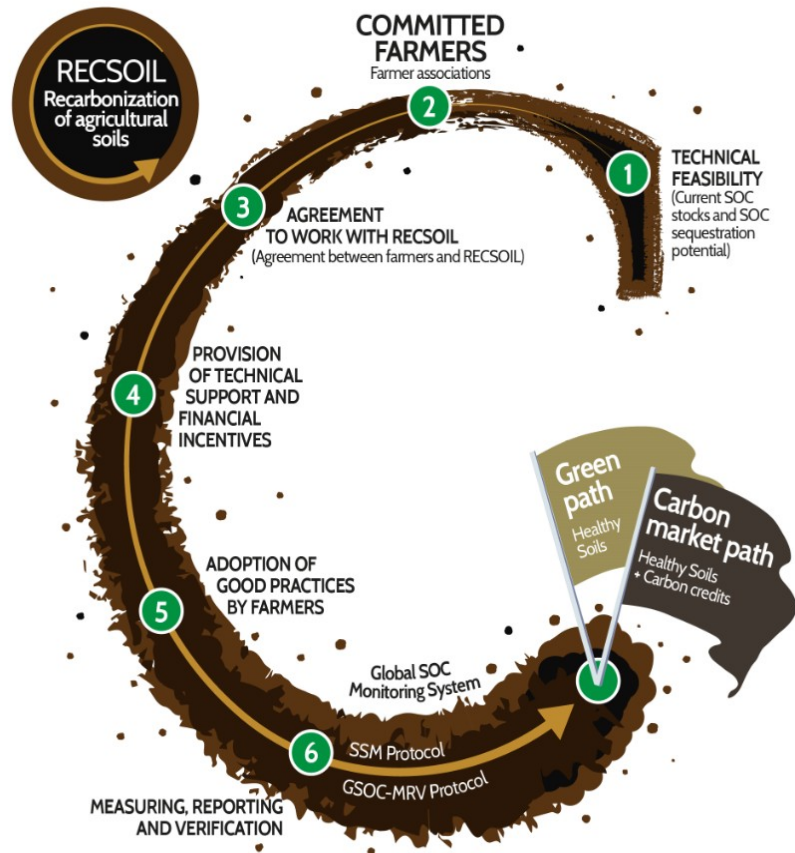 RECSOIL
Recarbonization
of agricultural
soils
COMMITTED
FARMERS
Farmer associations
2
1
TECHNICAL
FEASIBILITY
(Current SOC
stocks and SOC
sequestration
potential)
3
AGREEMENT
TO WORK WITH RECSOIL
(Agreement between farmers and RECSOIL)
4
PROVISION
OF TECHNICAL
SUPPORT AND
FINANCIAL
INCENTIVES
5
ADOPTION OF
GOOD PRACTICES
BY FARMERS
6
MEASURING, REPORTING
AND VERIFICATION
Global SOC
Monitoring System
SSM Protocol
GSOC-MRV Protocol
Green
path
Healthy
Soils
Carbon
market path
Healthy Soils
+ Carbon credits